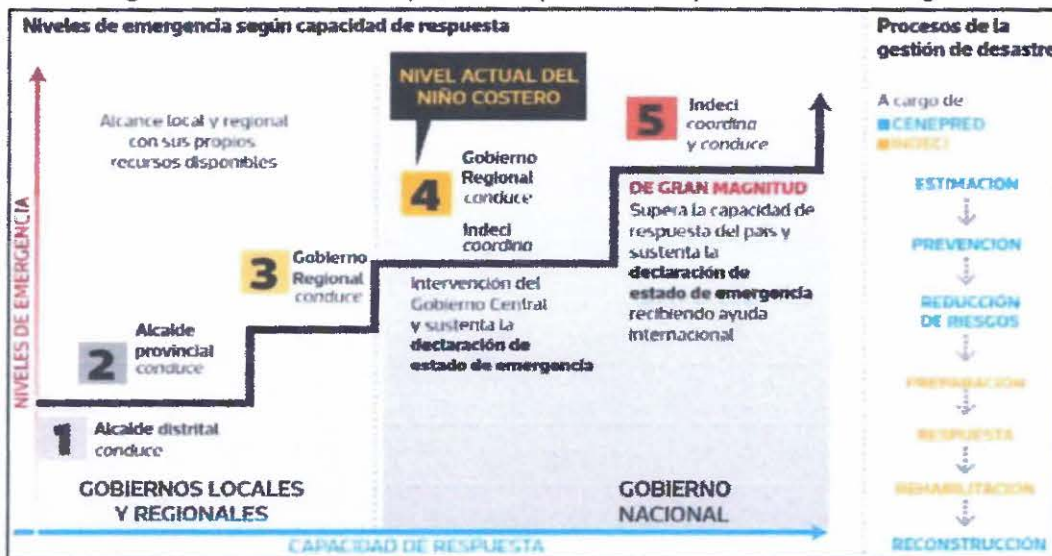 Niveles de emergencia según capacidad de respuesta
Procesos de la
gestión de desastre
NIVELES DE EMERGENCIA
Alcance local y regional
con sus propios
recursos disponibles
NIVEL ACTUAL DEL
NIÑO COSTERO
1 Alcalde distrital
conduce
2 Alcalde
provincial
conduce
3 Gobierno
Regional
conduce
4 Gobierno
Regional
conduce
Indeci
coordina
Intervención del
Gobierno Central
y sustenta la
declaración de
estado de emergencia
5 Indeci
coordina
y conduce
DE GRAN MAGNITUD
Supera la capacidad de
respuesta del país y
sustenta la
declaración de
estado de emergencia
recibiendo ayuda
internacional
GOBIERNOS LOCALES
Y REGIONALES
GOBIERNO
NACIONAL
CAPACIDAD DE RESPUESTA
A cargo de
CENEPRED
INDECI
ESTIMACIÓN
PREVENCIÓN
REDUCCIÓN
DE RIESGOS
PREPARACIÓN
RESPUESTA
REHABILITACIÓN
RECONSTRUCCIÓN